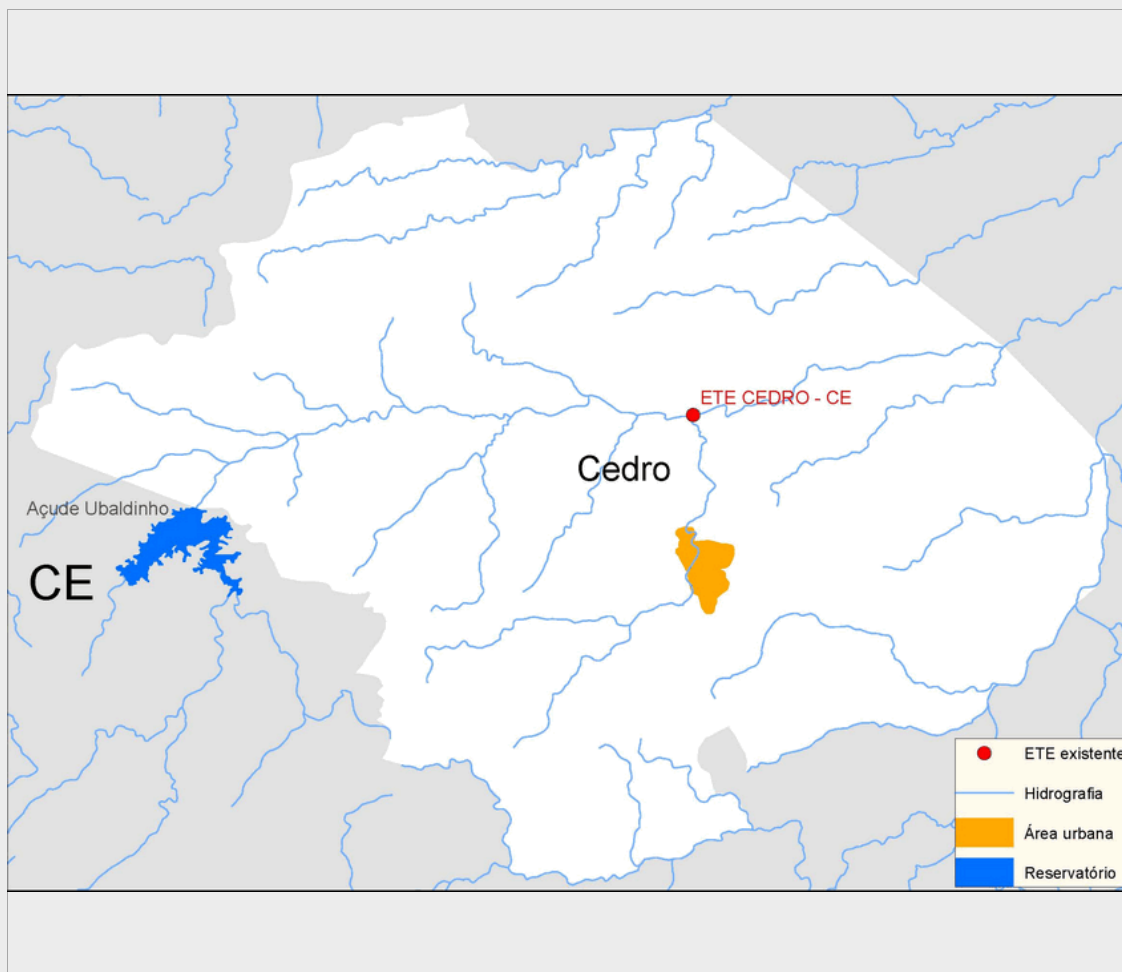 ETE CEDRO - CE
Cedro
Açude Ubaldinho
CE
ETE existente
Hidrografia
Área urbana
Reservatório